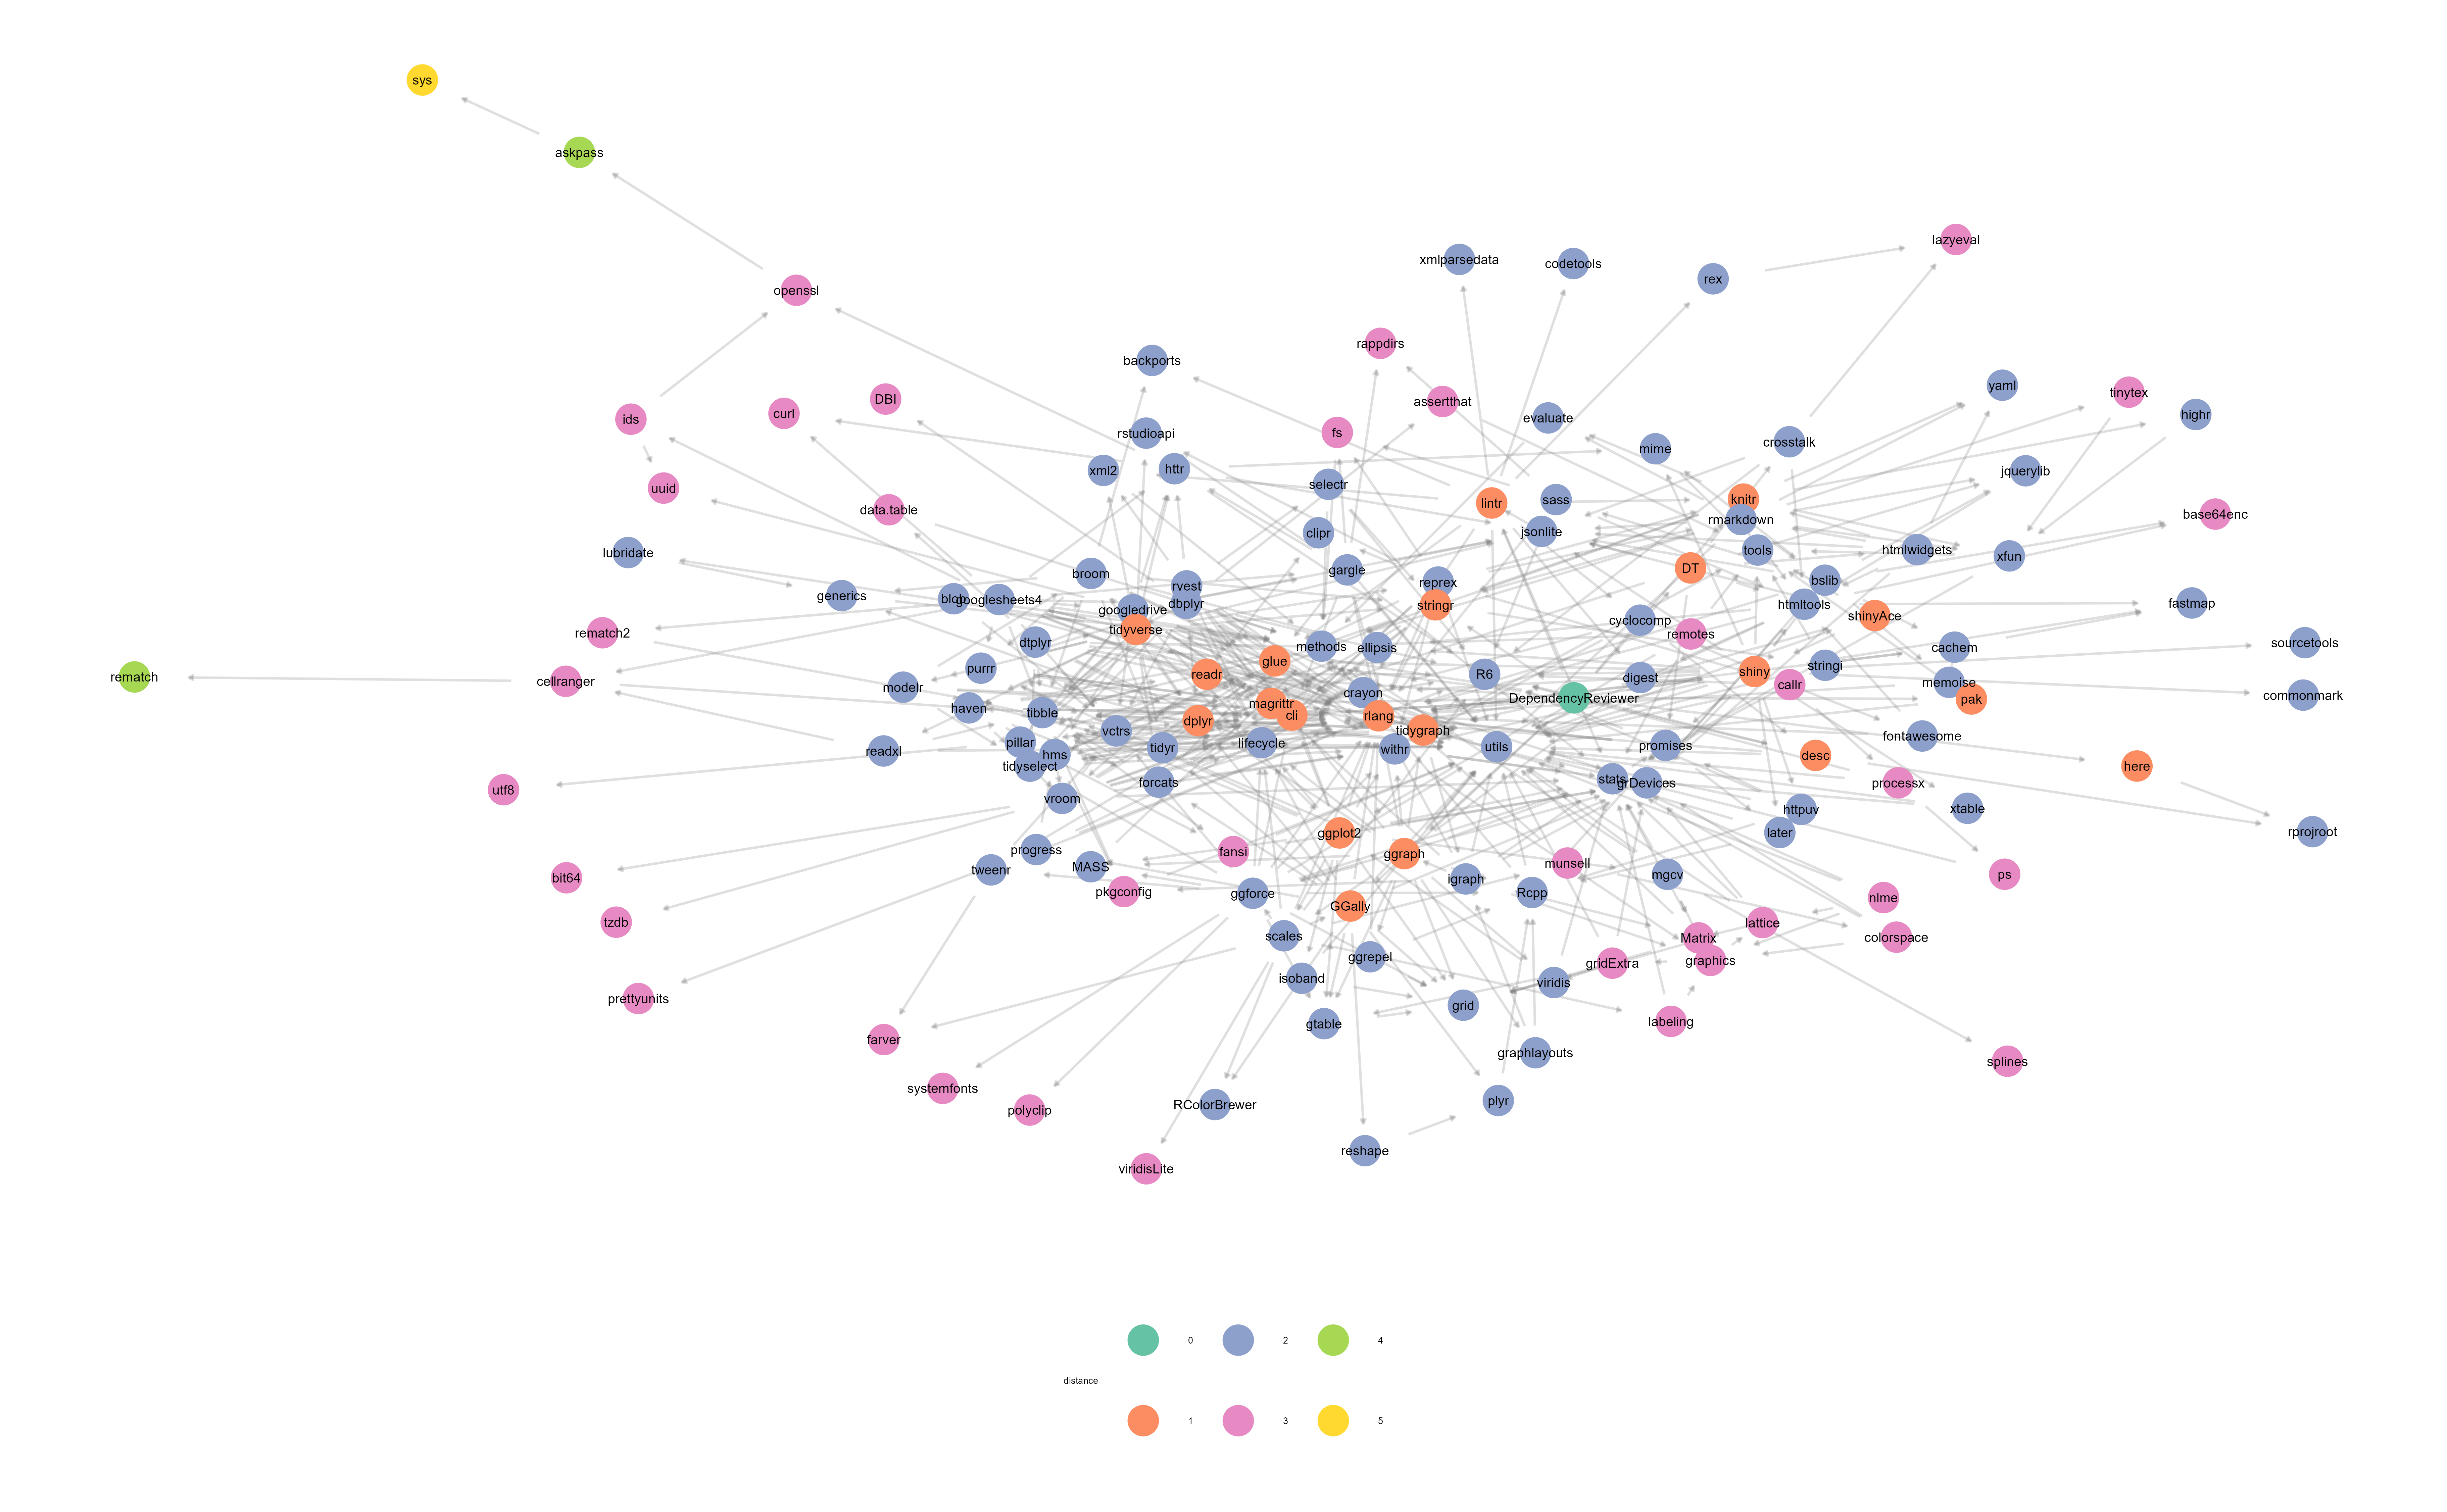 sys
askpass
lazyeval
xmlparsedata
codetools
rex
openssl
rappdirs
backports
yaml
tinytex
DBI
assertthat
curl
highr
ids
evaluate
fs
rstudioapi
crosstalk
mime
xml2
httr
jquerylib
selectr
uuid
knitr
sass
lintr
data.table
base64enc
rmarkdown
clipr
jsonlite
tools
htmlwidgets
lubridate
xfun
DT
gargle
broom
bslib
reprex
rvest
generics
blob
googlesheets4
dbplyr
fastmap
htmltools
stringr
googledrive
shinyAce
cyclocomp
tidyverse
rematch2
remotes
dtplyr
sourcetools
methods
ellipsis
cachem
glue
stringi
purrr
shiny
readr
R6
rematch
digest
cellranger
memoise
callr
modelr
crayon
commonmark
DependencyReviewer
pak
magrittr
haven
tibble
cli
rlang
dplyr
vctrs
tidygraph
fontawesome
pillar
lifecycle
promises
utils
tidyr
withr
readxl
hms
desc
tidyselect
here
stats
forcats
grDevices
processx
utf8
vroom
xtable
httpuv
later
ggplot2
rprojroot
progress
fansi
ggraph
munsell
MASS
tweenr
mgcv
ps
bit64
igraph
pkgconfig
ggforce
Rcpp
nlme
GGally
tzdb
lattice
scales
Matrix
colorspace
ggrepel
graphics
gridExtra
isoband
viridis
prettyunits
grid
labeling
gtable
farver
graphlayouts
splines
systemfonts
plyr
RColorBrewer
polyclip
reshape
viridisLite
0
2
4
distance
1
3
5